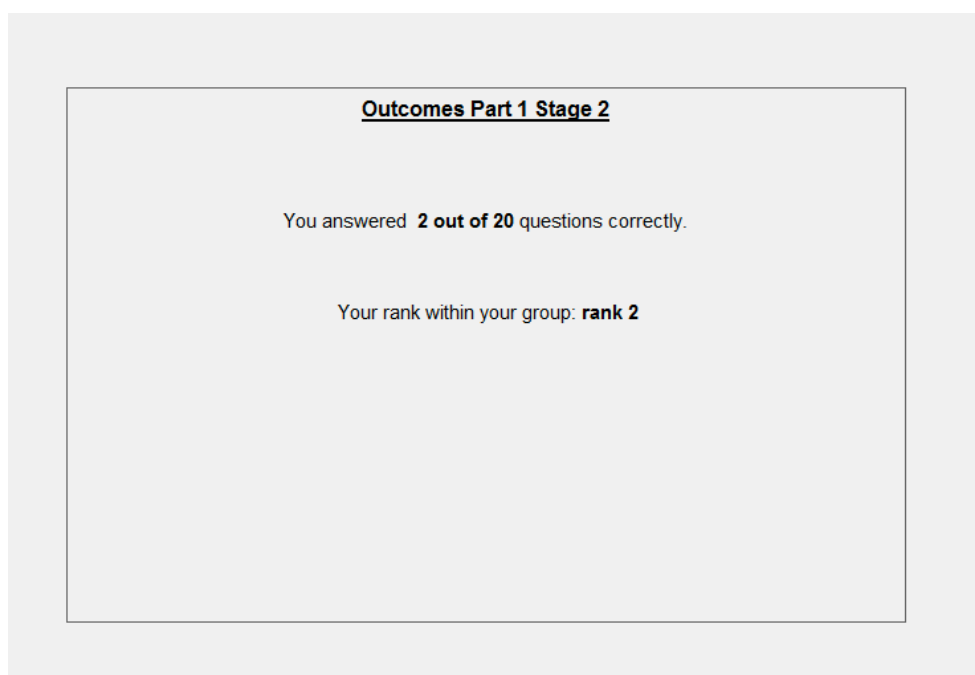 Outcomes Part 1 Stage 2
You answered 2 out of 20 questions correctly.
Your rank within your group: rank 2